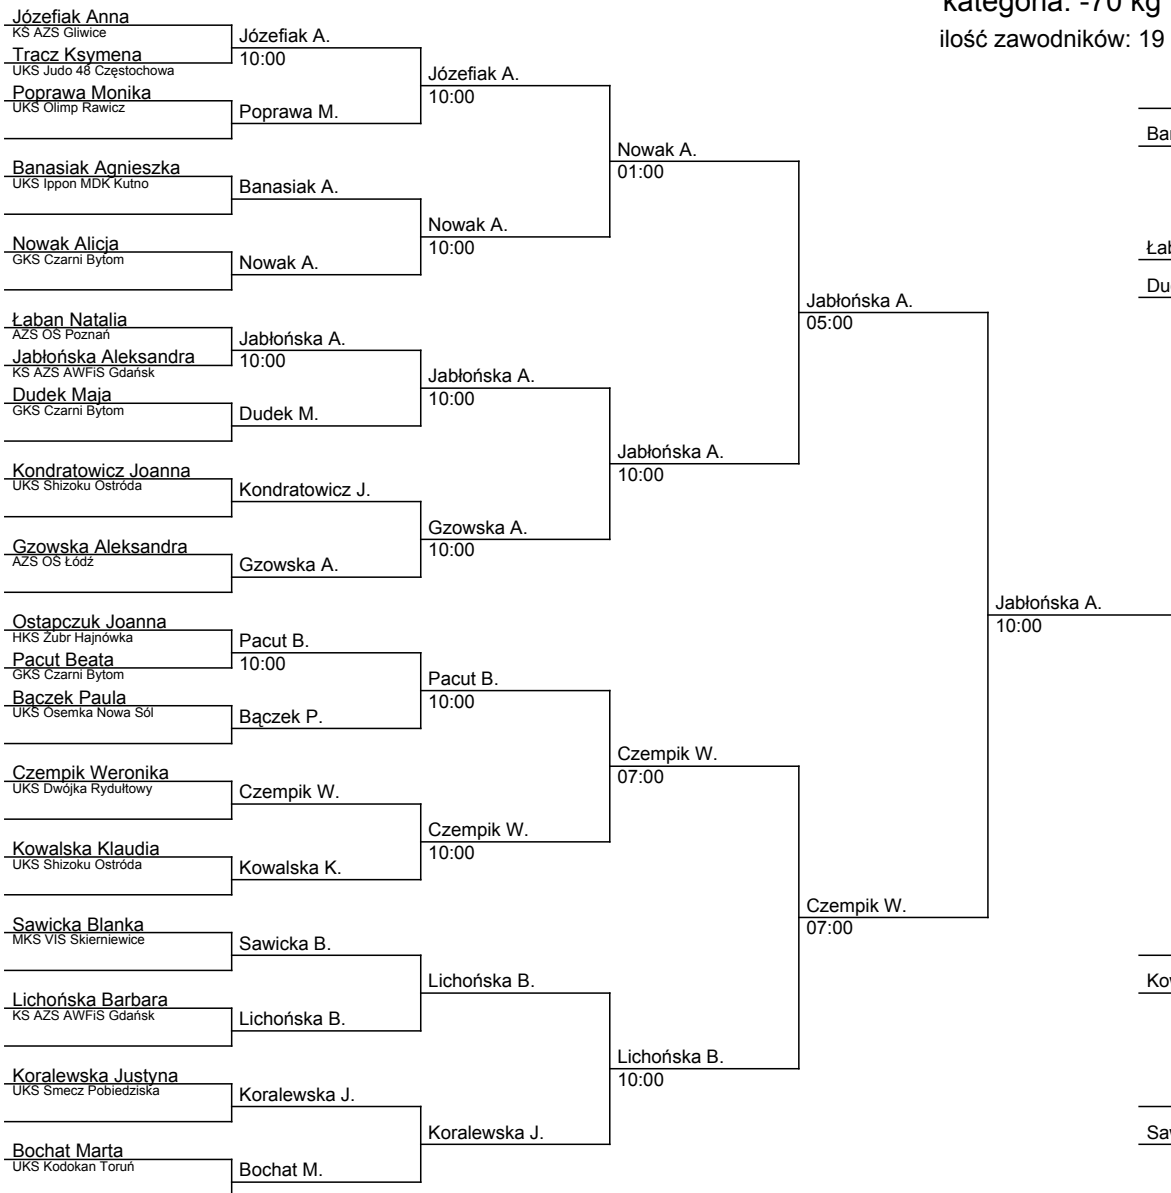 kategoria: -70 kg
ilość zawodników: 19
Józefiak Anna
KS AZS Gliwice
Tracz Ksymena
UKS Judo 48 Częstochowa
Poprawa Monika
UKS Olimp Rawicz
Banasiak Agnieszka
UKS Ippon MDK Kutno
Nowak Alicja
GKS Czarni Bytom
Łaban Natalia
AZS OŚ Poznań
Jabłońska Aleksandra
KS AZS AWFiS Gdańsk
Dudek Maja
GKS Czarni Bytom
Kondratowicz Joanna
UKS Shizoku Ostróda
Gzowska Aleksandra
AZS OŚ Łódź
Ostapczuk Joanna
HKS Żubr Hajnówka
Pacut Beata
GKS Czarni Bytom
Bączek Paula
UKS Ósemka Nowa Sól
Czempik Weronika
UKS Dwójka Rydułtowy
Kowalska Klaudia
UKS Shizoku Ostróda
Sawicka Blanka
MKS VIS Skierniewice
Lichońska Barbara
KS AZS AWFiS Gdańsk
Koralewska Justyna
UKS Smecz Pobiedziska
Bochat Marta
UKS Kodokan Toruń
Józefiak A.
10:00
Poprawa M.
Banasiak A.
Nowak A.
Jabłońska A.
10:00
Dudek M.
Kondratowicz J.
Gzowska A.
Pacut B.
10:00
Bączek P.
Czempik W.
Kowalska K.
Sawicka B.
Lichońska B.
Koralewska J.
Bochat M.
Józefiak A.
10:00
Nowak A.
10:00
Jabłońska A.
10:00
Gzowska A.
10:00
Pacut B.
10:00
Czempik W.
10:00
Lichońska B.
Koralewska J.
Nowak A.
01:00
Jabłońska A.
10:00
Czempik W.
07:00
Lichońska B.
10:00
Jabłońska A.
05:00
Czempik W.
07:00
Jabłońska A.
10:00